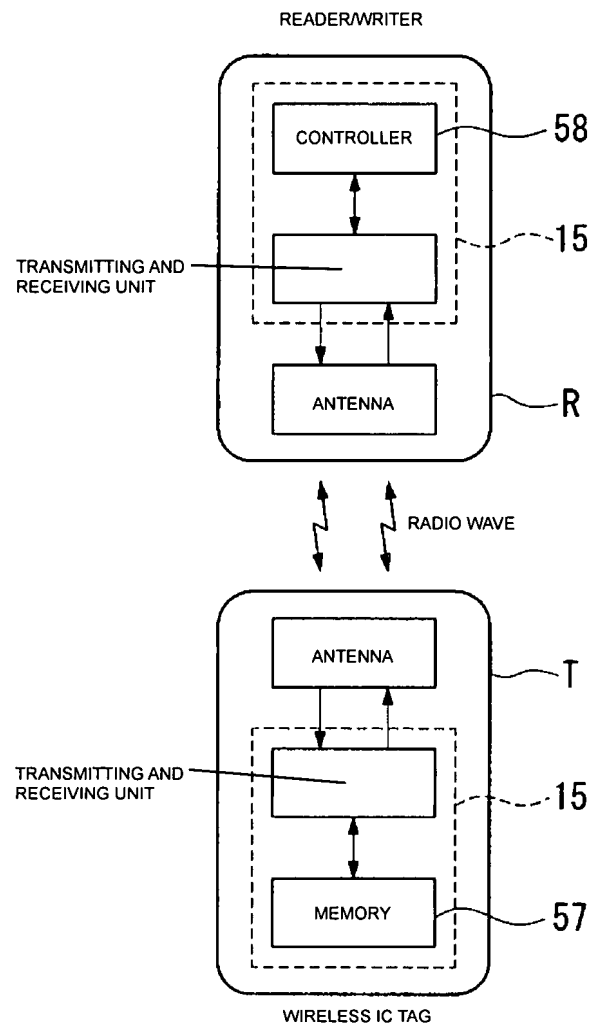 READER/WRITER
CONTROLLER
58
15
TRANSMITTING AND
RECEIVING UNIT
ANTENNA
R
RADIO WAVE
ANTENNA
T
TRANSMITTING AND
RECEIVING UNIT
15
MEMORY
57
WIRELESS IC TAG